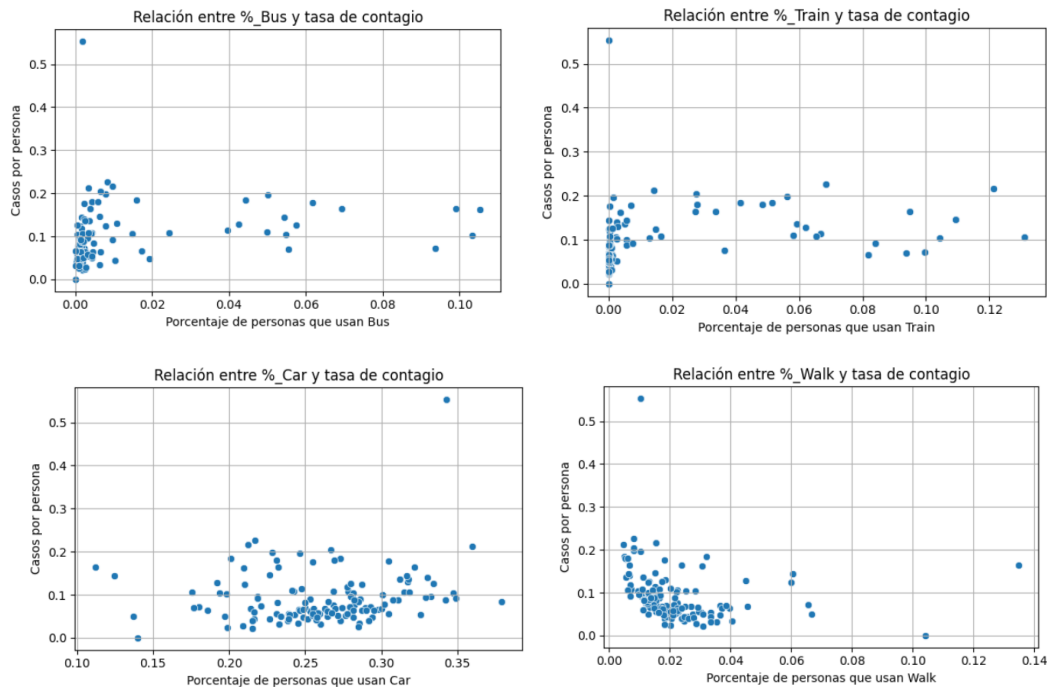 Relación entre %_Bus y tasa de contagio
Casos por persona
0.5
0.4
0.3
0.2
0.1
0.0
0.00 0.02 0.04 0.06 0.08 0.10
Porcentaje de personas que usan Bus
Relación entre %_Train y tasa de contagio
Casos por persona
0.5
0.4
0.3
0.2
0.1
0.0
0.00 0.02 0.04 0.06 0.08 0.10 0.12
Porcentaje de personas que usan Train
Relación entre %_Car y tasa de contagio
Casos por persona
0.5
0.4
0.3
0.2
0.1
0.0
0.10 0.15 0.20 0.25 0.30 0.35
Porcentaje de personas que usan Car
Relación entre %_Walk y tasa de contagio
Casos por persona
0.5
0.4
0.3
0.2
0.1
0.0
0.00 0.02 0.04 0.06 0.08 0.10 0.12 0.14
Porcentaje de personas que usan Walk